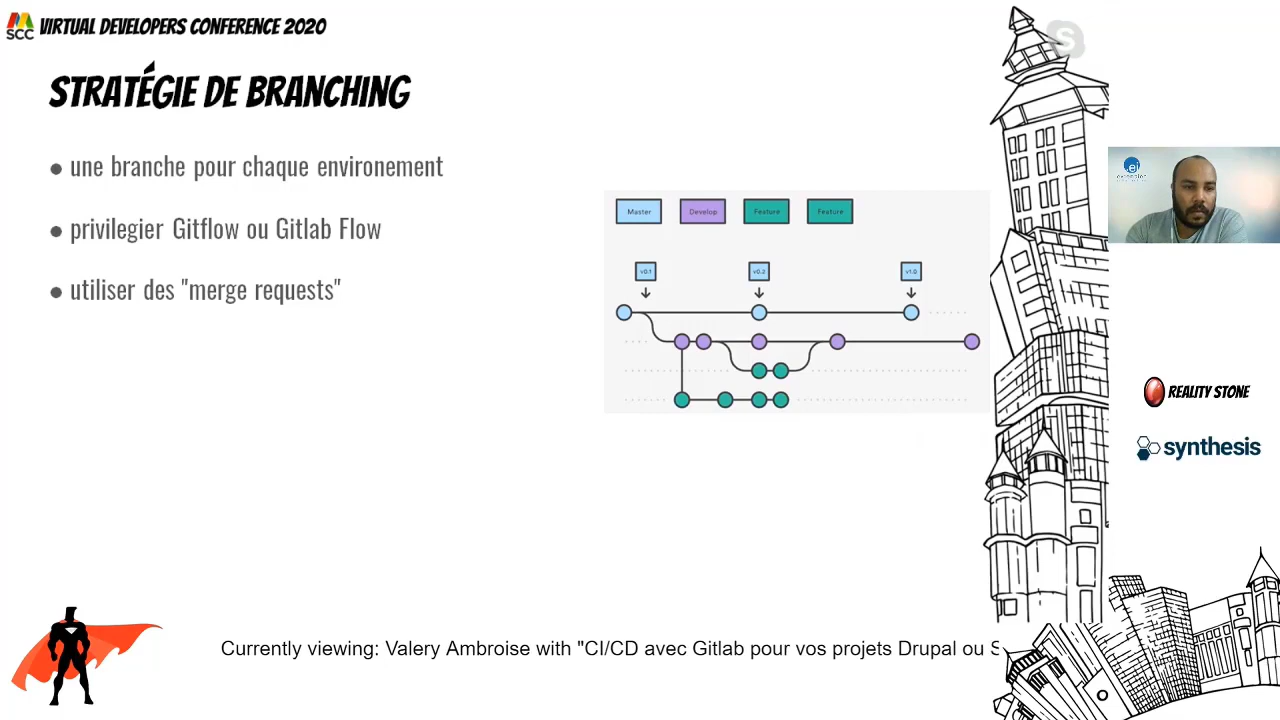 SCC VIRTUAL DEVELOPERS CONFERENCE 2020
STRATÉGIE DE BRANCHING
une branche pour chaque environement
privilegier Gitflow ou Gitlab Flow
utiliser des "merge requests"
Master Develop Feature Feature
v0.1 v0.2 v1.0
S
ei
REALITY STONE
synthesis
Currently viewing: Valery Ambroise with "CI/CD avec Gitlab pour vos projets Drupal ou S